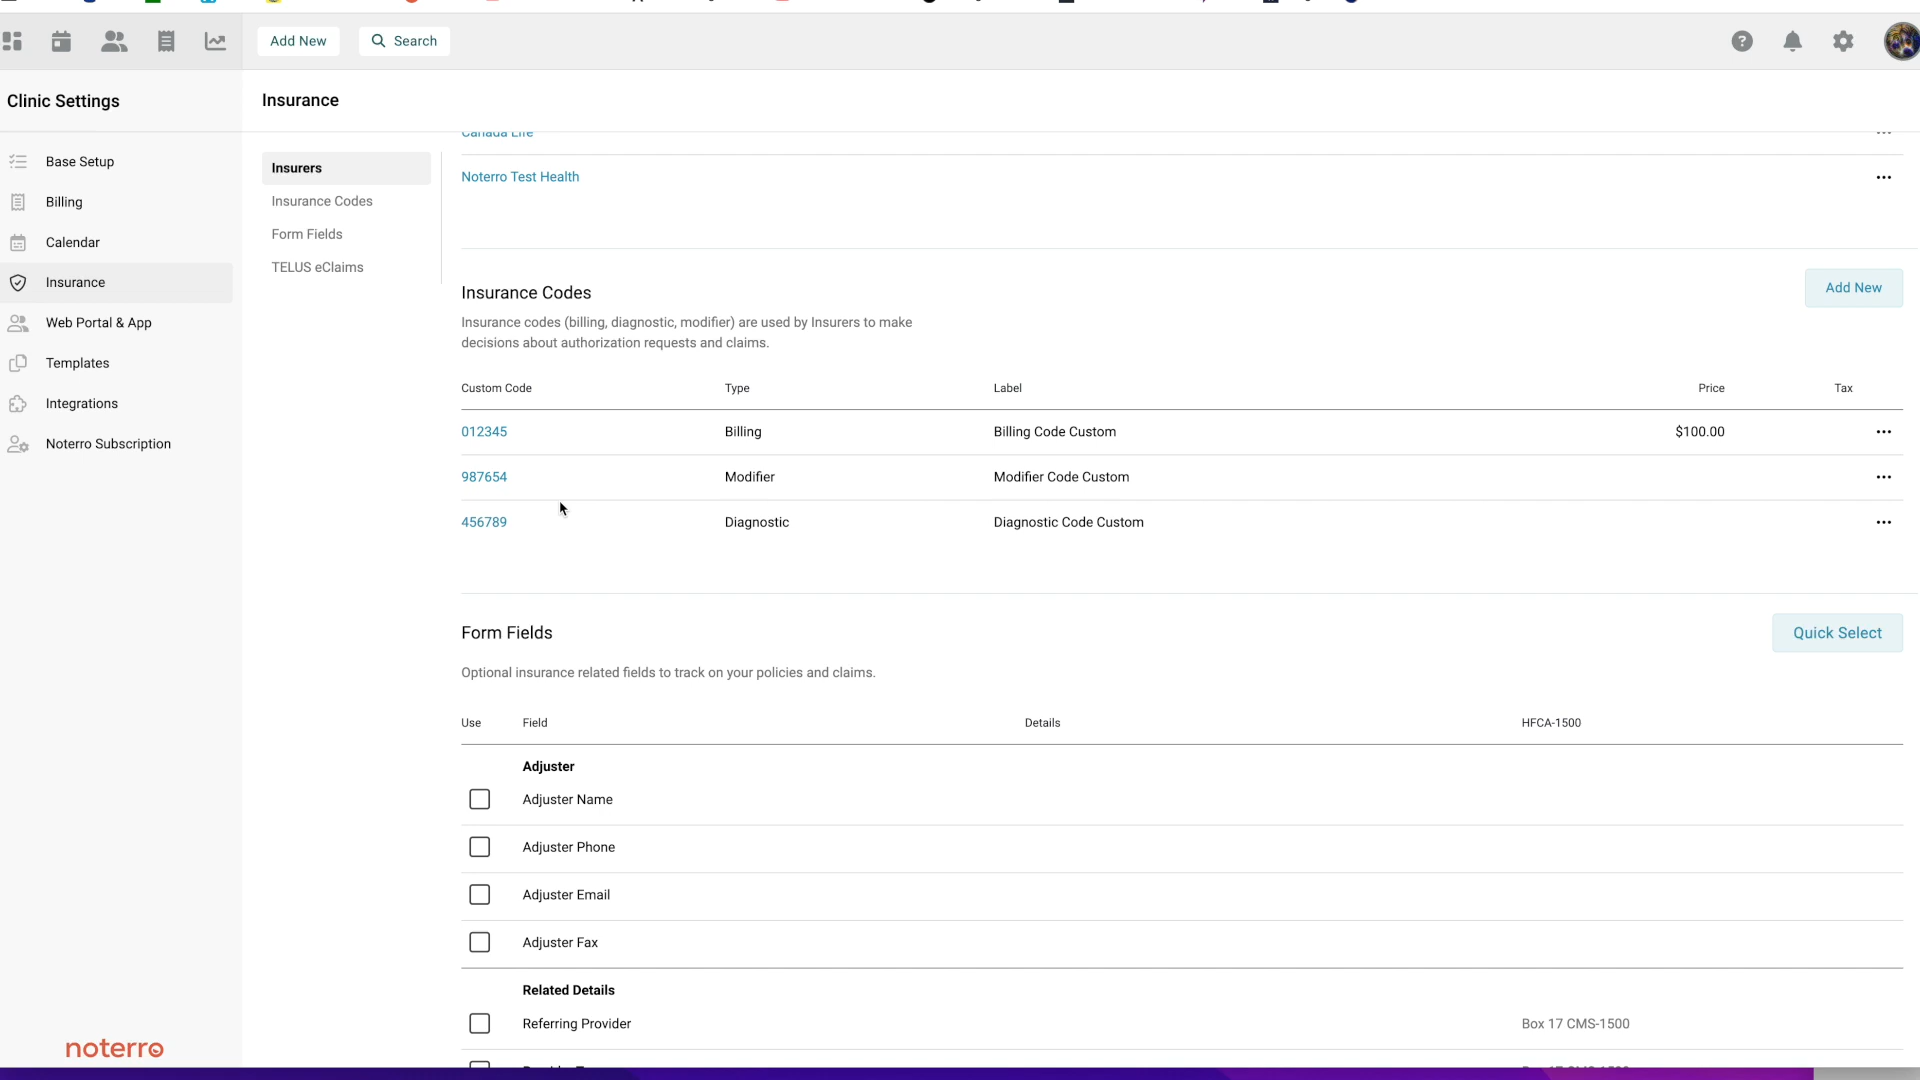 Add New
Search
Clinic Settings
Insurance
Base Setup
Billing
Calendar
Insurance
Web Portal & App
Templates
Integrations
Noterro Subscription
noterro
Insurers
Insurance Codes
Form Fields
TELUS eClaims
Canada Life
Noterro Test Health
Insurance Codes
Add New
Insurance codes (billing, diagnostic, modifier) are used by Insurers to make
decisions about authorization requests and claims.
Custom Code Type Label Price Tax
012345 Billing Billing Code Custom $100.00
987654 Modifier Modifier Code Custom
456789 Diagnostic Diagnostic Code Custom
Form Fields
Quick Select
Optional insurance related fields to track on your policies and claims.
Use Field Details HFCA-1500
Adjuster
Adjuster Name
Adjuster Phone
Adjuster Email
Adjuster Fax
Related Details
Referring Provider Box 17 CMS-1500